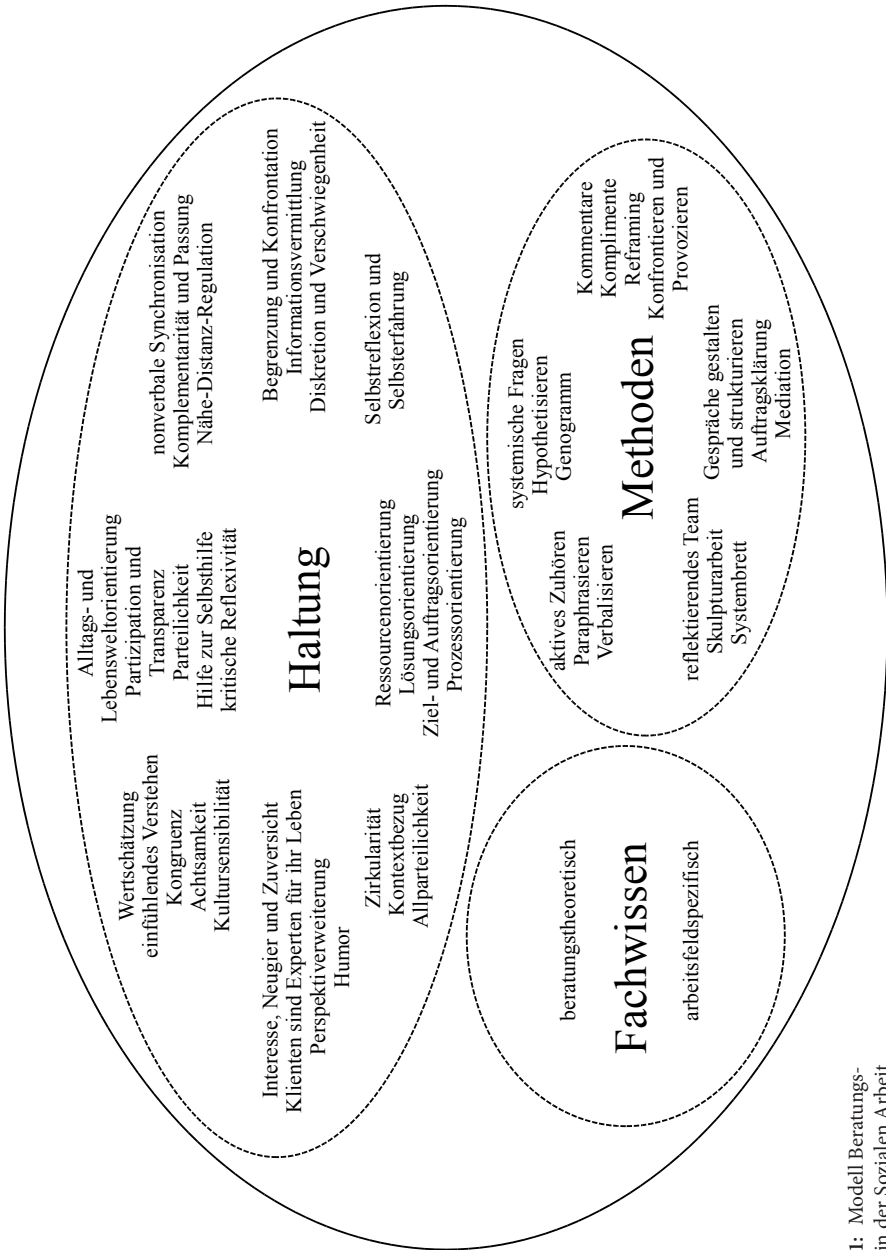 Wertschätzung
einfühlendes Verstehen
Kongruenz
Achtsamkeit
Kultursensibilität
Alltags- und
Lebensweltorientierung
Partizipation und
Transparenz
Parteilichkeit
Hilfe zur Selbsthilfe
kritische Reflexivität
nonverbale Synchronisation
Komplementarität und Passung
Nähe-Distanz-Regulation
Interesse, Neugier und Zuversicht
Klienten sind Experten für ihr Leben
Perspektiverweiterung
Humor
Haltung
Begrenzung und Konfrontation
Informationsvermittlung
Diskretion und Verschwiegenheit
Zirkularität
Kontextbezug
Allparteilichkeit
Ressourcenorientierung
Lösungsorientierung
Ziel- und Auftragsorientierung
Prozessorientierung
Selbstreflexion und
Selbsterfahrung
beratungstheoretisch
Fachwissen
arbeitsfeldspezifisch
aktives Zuhören
Paraphrasieren
Verbalisieren
systemische Fragen
Hypothetisieren
Genogramm
Kommentare
Komplimente
Reframing
Konfrontieren und
Provozieren
Methoden
reflektierendes Team
Skulpturarbeit
Systembrett
Gespräche gestalten
und strukturieren
Auftragsklärung
Mediation
1: Modell Beratungs-
in der Sozialen Arbeit